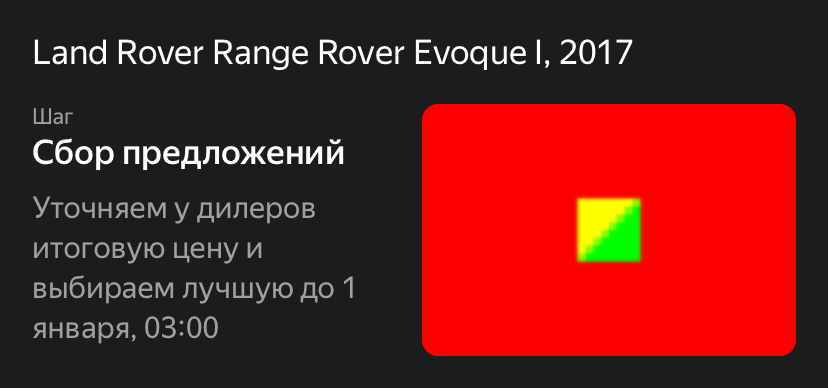 Land Rover Range Rover Evoque I, 2017
Шаг
Сбор предложений
Уточняем у дилеров
итоговую цену и
выбираем лучшую до 1
января, 03:00